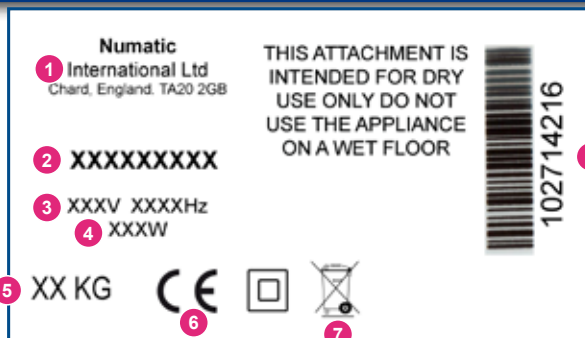 Numatic
1 International Ltd
Chard, England. TA20 2GB
THIS ATTACHMENT IS
INTENDED FOR DRY
USE ONLY DO NOT
USE THE APPLIANCE
ON A WET FLOOR
102714216
2 XXXXXXXXX
3 XXXV XXXXHz
4 XXXW
5 XX KG
CE
6
7